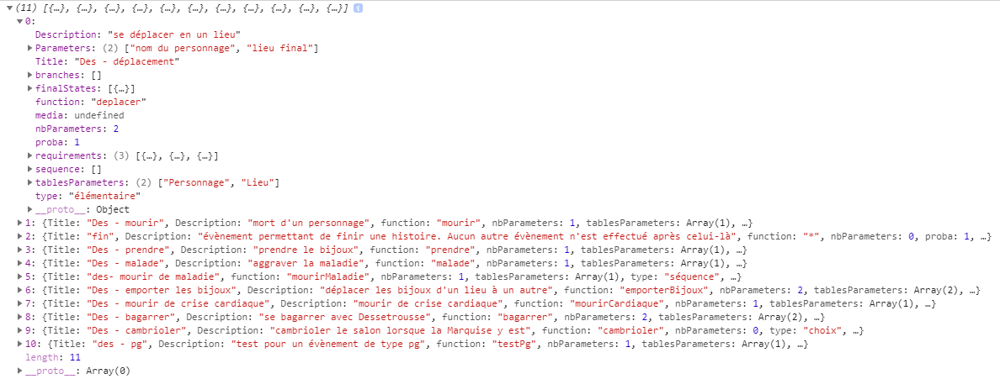 (11) [{…}, {…}, {…}, {…}, {…}, {…}, {…}, {…}, {…}, {…}, {…}] i
0:
Description: "se déplacer en un lieu"
Parameters: (2) ["nom du personnage", "lieu final"]
Title: "Des - déplacement"
branches: []
finalStates: [{…}]
function: "deplacer"
media: undefined
nbParameters: 2
proba: 1
requirements: (3) [{…}, {…}, {…}]
sequence: []
tablesParameters: (2) ["Personnage", "Lieu"]
type: "élémentaire"
__proto__: Object
1: {Title: "Des - mourir", Description: "mort d'un personnage", function: "mourir", nbParameters: 1, tablesParameters: Array(1), …}
2: {Title: "fin", Description: "évènement permettant de finir une histoire. Aucun autre évènement n'est effectué après celui-là", function: "*", nbParameters: 0, proba: 1, …}
3: {Title: "Des - prendre", Description: "prendre le bijoux", function: "prendre", nbParameters: 1, tablesParameters: Array(1), …}
4: {Title: "Des - malade", Description: "aggraver la maladie", function: "malade", nbParameters: 1, tablesParameters: Array(1), …}
5: {Title: "des- mourir de maladie", function: "mourirMaladie", nbParameters: 1, tablesParameters: Array(1), type: "séquence", …}
6: {Title: "Des - emporter les bijoux", Description: "déplacer les bijoux d'un lieu à un autre", function: "emporterBijoux", nbParameters: 2, tablesParameters: Array(2), …}
7: {Title: "Des - mourir de crise cardiaque", Description: "mourir de crise cardiaque", function: "mourirCardiaque", nbParameters: 1, tablesParameters: Array(1), …}
8: {Title: "Des - bagarrer", Description: "se bagarrer avec Dessetrousse", function: "bagarrer", nbParameters: 2, tablesParameters: Array(2), …}
9: {Title: "Des - cambrioler", Description: "cambrioler le salon lorsque la Marquise y est", function: "cambrioler", nbParameters: 0, type: "choix", …}
10: {Title: "des - pg", Description: "test pour un évènement de type pg", function: "testPg", nbParameters: 1, tablesParameters: Array(1), …}
length: 11
__proto__: Array(0)